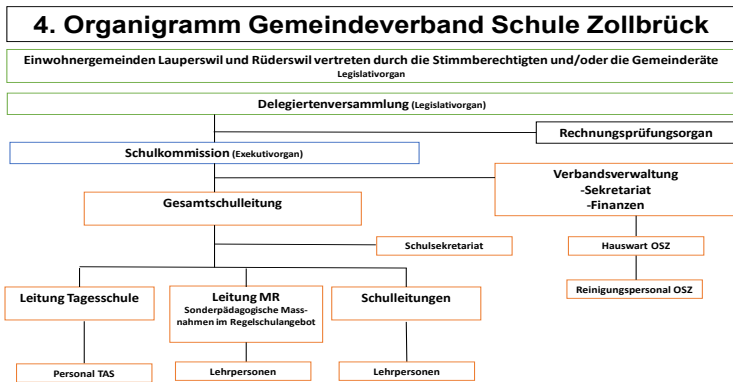 4. Organigramm Gemeindeverband Schule Zollbrück
Einwohnergemeinden Lauperswil und Rüderswil vertreten durch die Stimmberechtigten und/oder die Gemeinderäte
Legislativorgan
Delegiertenversammlung (Legislativorgan)
Rechnungsprüfungsorgan
Schulkommission (Exekutivorgan)
Verbandsverwaltung
-Sekretariat
-Finanzen
Gesamtschulleitung
Schulsekretariat
Hauswart OSZ
Reinigungspersonal OSZ
Leitung Tagesschule
Leitung MR
Sonderpädagogische Mass-
nahmen im Regelschulangebot
Schulleitungen
Personal TAS
Lehrpersonen
Lehrpersonen